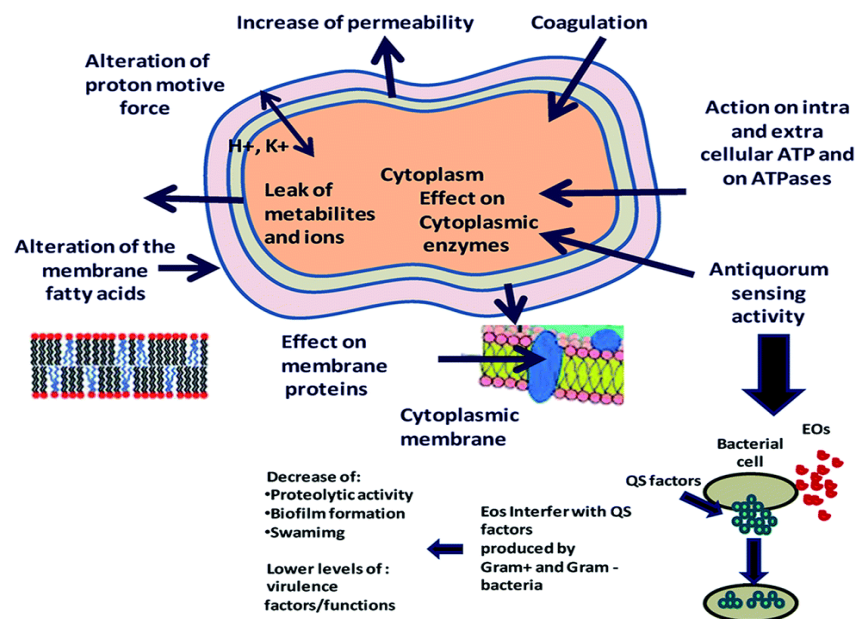 Increase of permeability
Coagulation
Alteration of
proton motive
force
H+, K+
Action on intra
and extra
cellular ATP and
on ATPases
Cytoplasm
Effect on
Cytoplasmic
enzymes
Leak of
metabilites
and ions
Alteration of the
membrane
fatty acids
Antiquorum
sensing
activity
Effect on
membrane
proteins
Cytoplasmic
membrane
EOs
Bacterial
cell
QS factors
Decrease of:
•Proteolytic activity
•Biofilm formation
•Swamimg
Lower levels of :
virulence
factors/functions
Eos Interfer with QS
factors
produced by
Gram+ and Gram -
bacteria